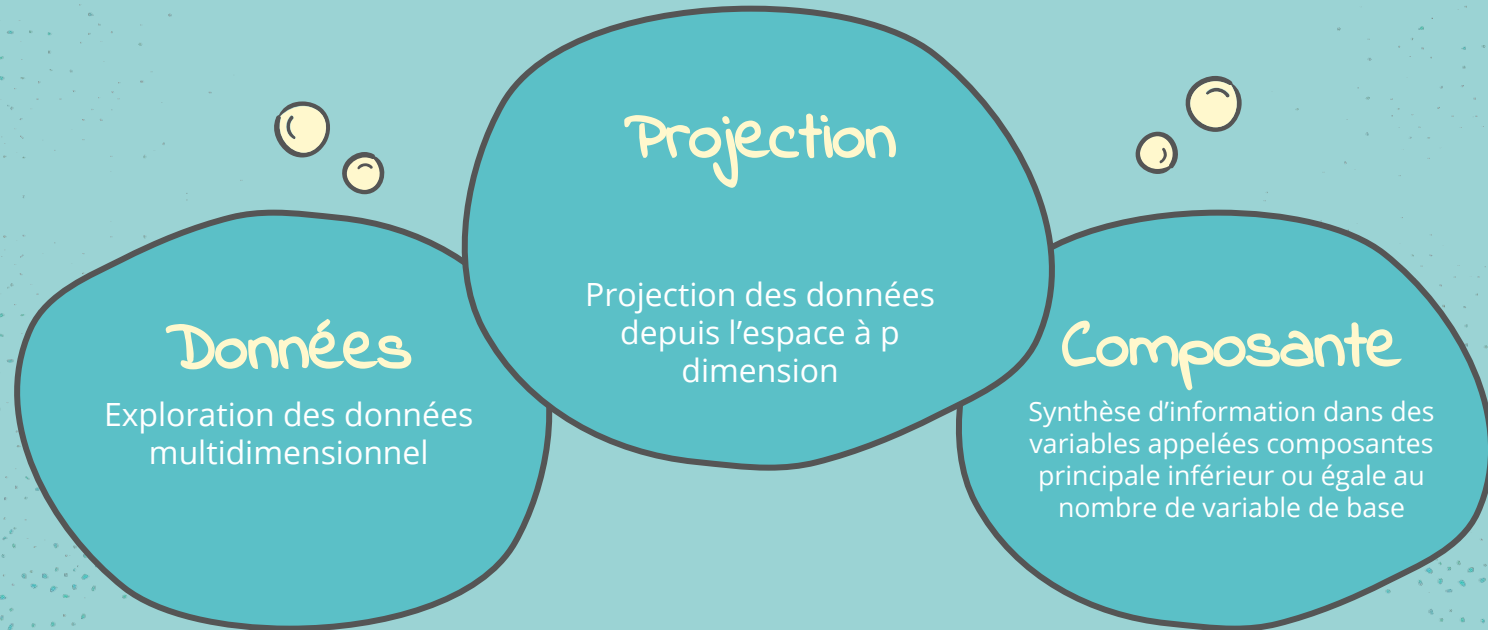 Données
Exploration des données
multidimensionnel
Projection
Projection des données
depuis l’espace à p
dimension
Composante
Synthèse d’information dans des
variables appelées composantes
principale inférieur ou égale au
nombre de variable de base